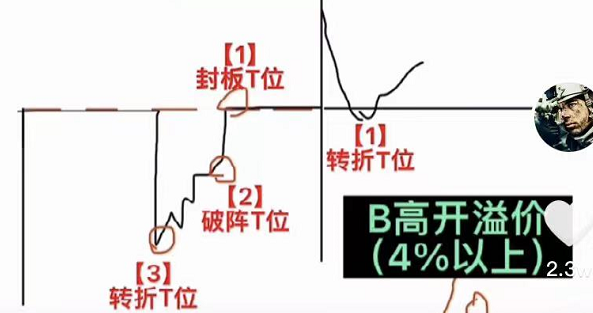 【1】
封板T位
【1】
转折T位
【2】
破阵T位
【3】
转折T位
B高开溢价
（4%以上）
2.3w